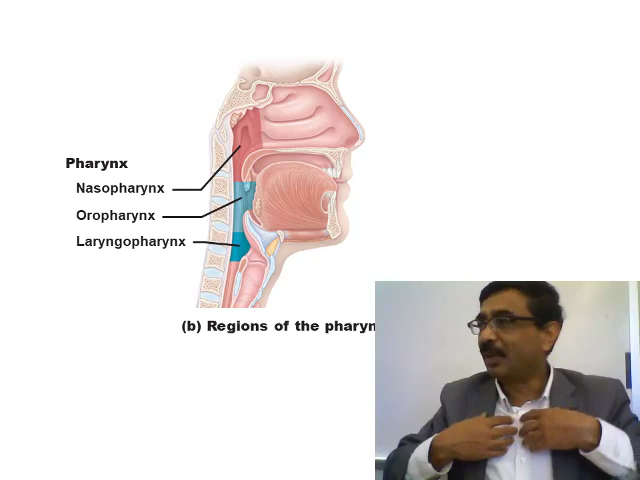 Pharynx
Nasopharynx
Oropharynx
Laryngopharynx
(b) Regions of the pharyn